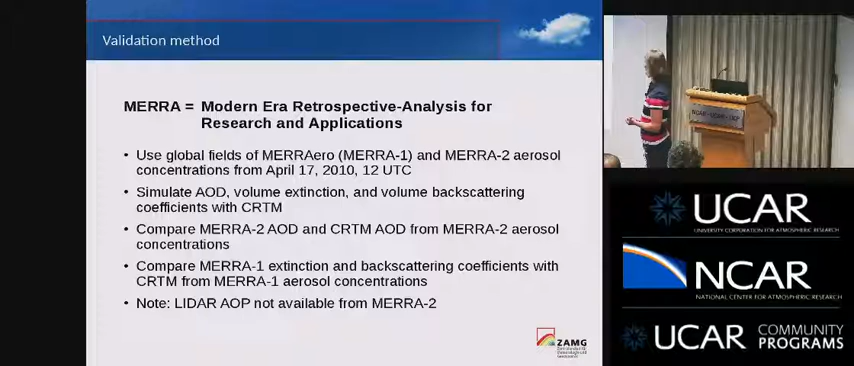 Validation method
MERRA = Modern Era Retrospective-Analysis for
Research and Applications
• Use global fields of MERRAero (MERRA-1) and MERRA-2 aerosol
concentrations from April 17, 2010, 12 UTC
• Simulate AOD, volume extinction, and volume backscattering
coefficients with CRTM
• Compare MERRA-2 AOD and CRTM AOD from MERRA-2 aerosol
concentrations
• Compare MERRA-1 extinction and backscattering coefficients with
CRTM from MERRA-1 aerosol concentrations
• Note: LIDAR AOP not available from MERRA-2
ZAMG
UCAR
UNIVERSITY CORPORATION FOR ATMOSPHERIC RESEARCH
NCAR
NATIONAL CENTER FOR ATMOSPHERIC RESEARCH
UCAR COMMUNITY
PROGRAMS